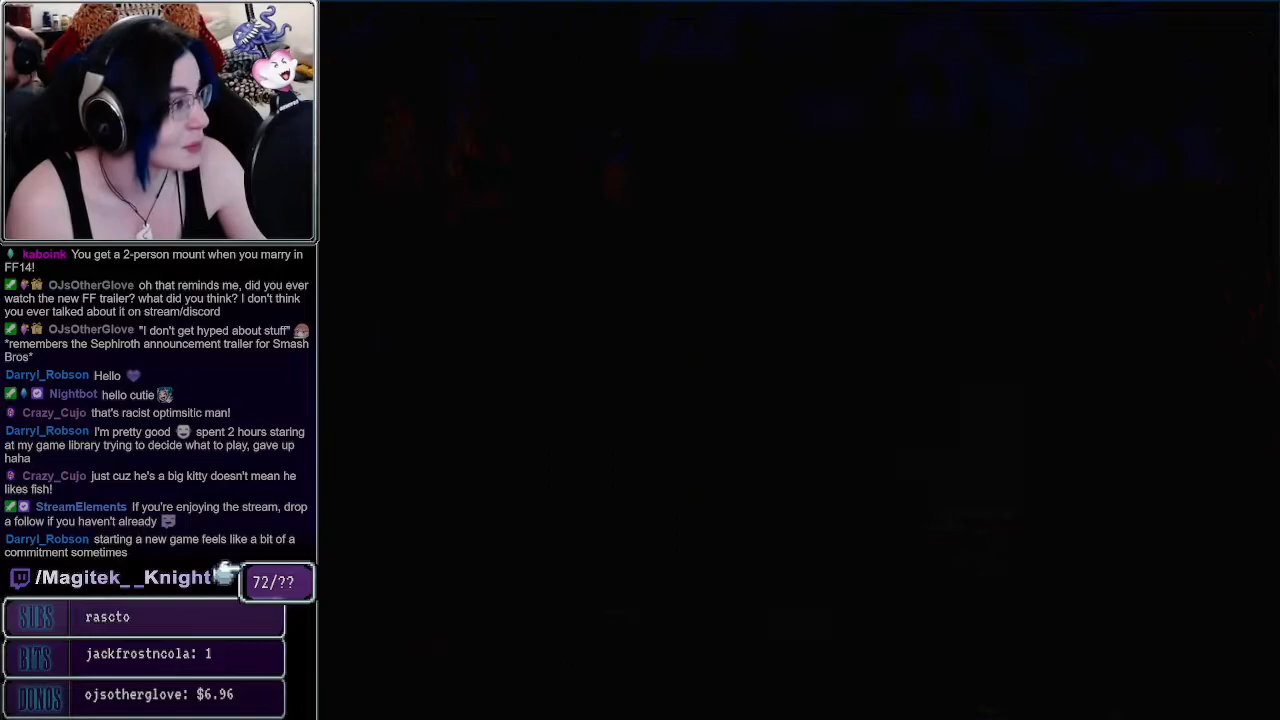 kaboink You get a 2-person mount when you marry in
FF14!
OJsOtherGlove oh that reminds me, did you ever
watch the new FF trailer? what did you think? I don't think
you ever talked about it on stream/discord
OJsOtherGlove "I don't get hyped about stuff"
*remembers the Sephiroth announcement trailer for Smash
Bros*
Darryl_Robson Hello
Nightbot hello cutie
Crazy_Cujo that's racist optimsitic man!
Darryl_Robson I'm pretty good spent 2 hours staring
at my game library trying to decide what to play, gave up
haha
Crazy_Cujo just cuz he's a big kitty doesn't mean he
likes fish!
StreamElements If you're enjoying the stream, drop
a follow if you haven't already
Darryl_Robson starting a new game feels like a bit of a
commitment sometimes
/Magitek__Knight
72/??
SUBS rascto
BITS jackfrostncola: 1
DONOS ojsotherglove: $6.96